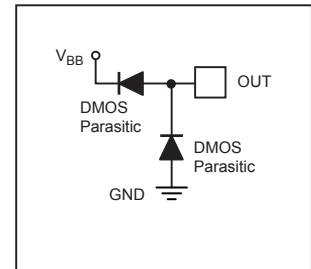 VBB
OUT
DMOS
Parasitic
DMOS
Parasitic
GND